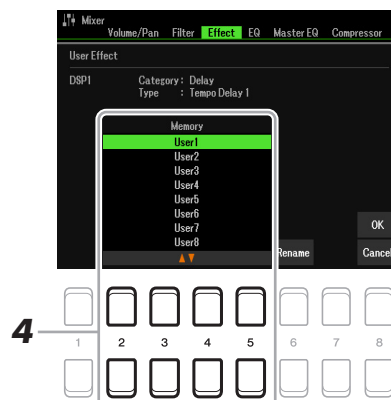 Mixer
Volume/Pan Filter Effect EQ Master EQ Compressor
User Effect
DSP1 Category: Delay
Type : Tempo Delay 1
Memory
User1
User2
User3
User4
User5
User6
User7
User8
OK
Rename Cancel
4
1 2 3 4 5 6 7 8